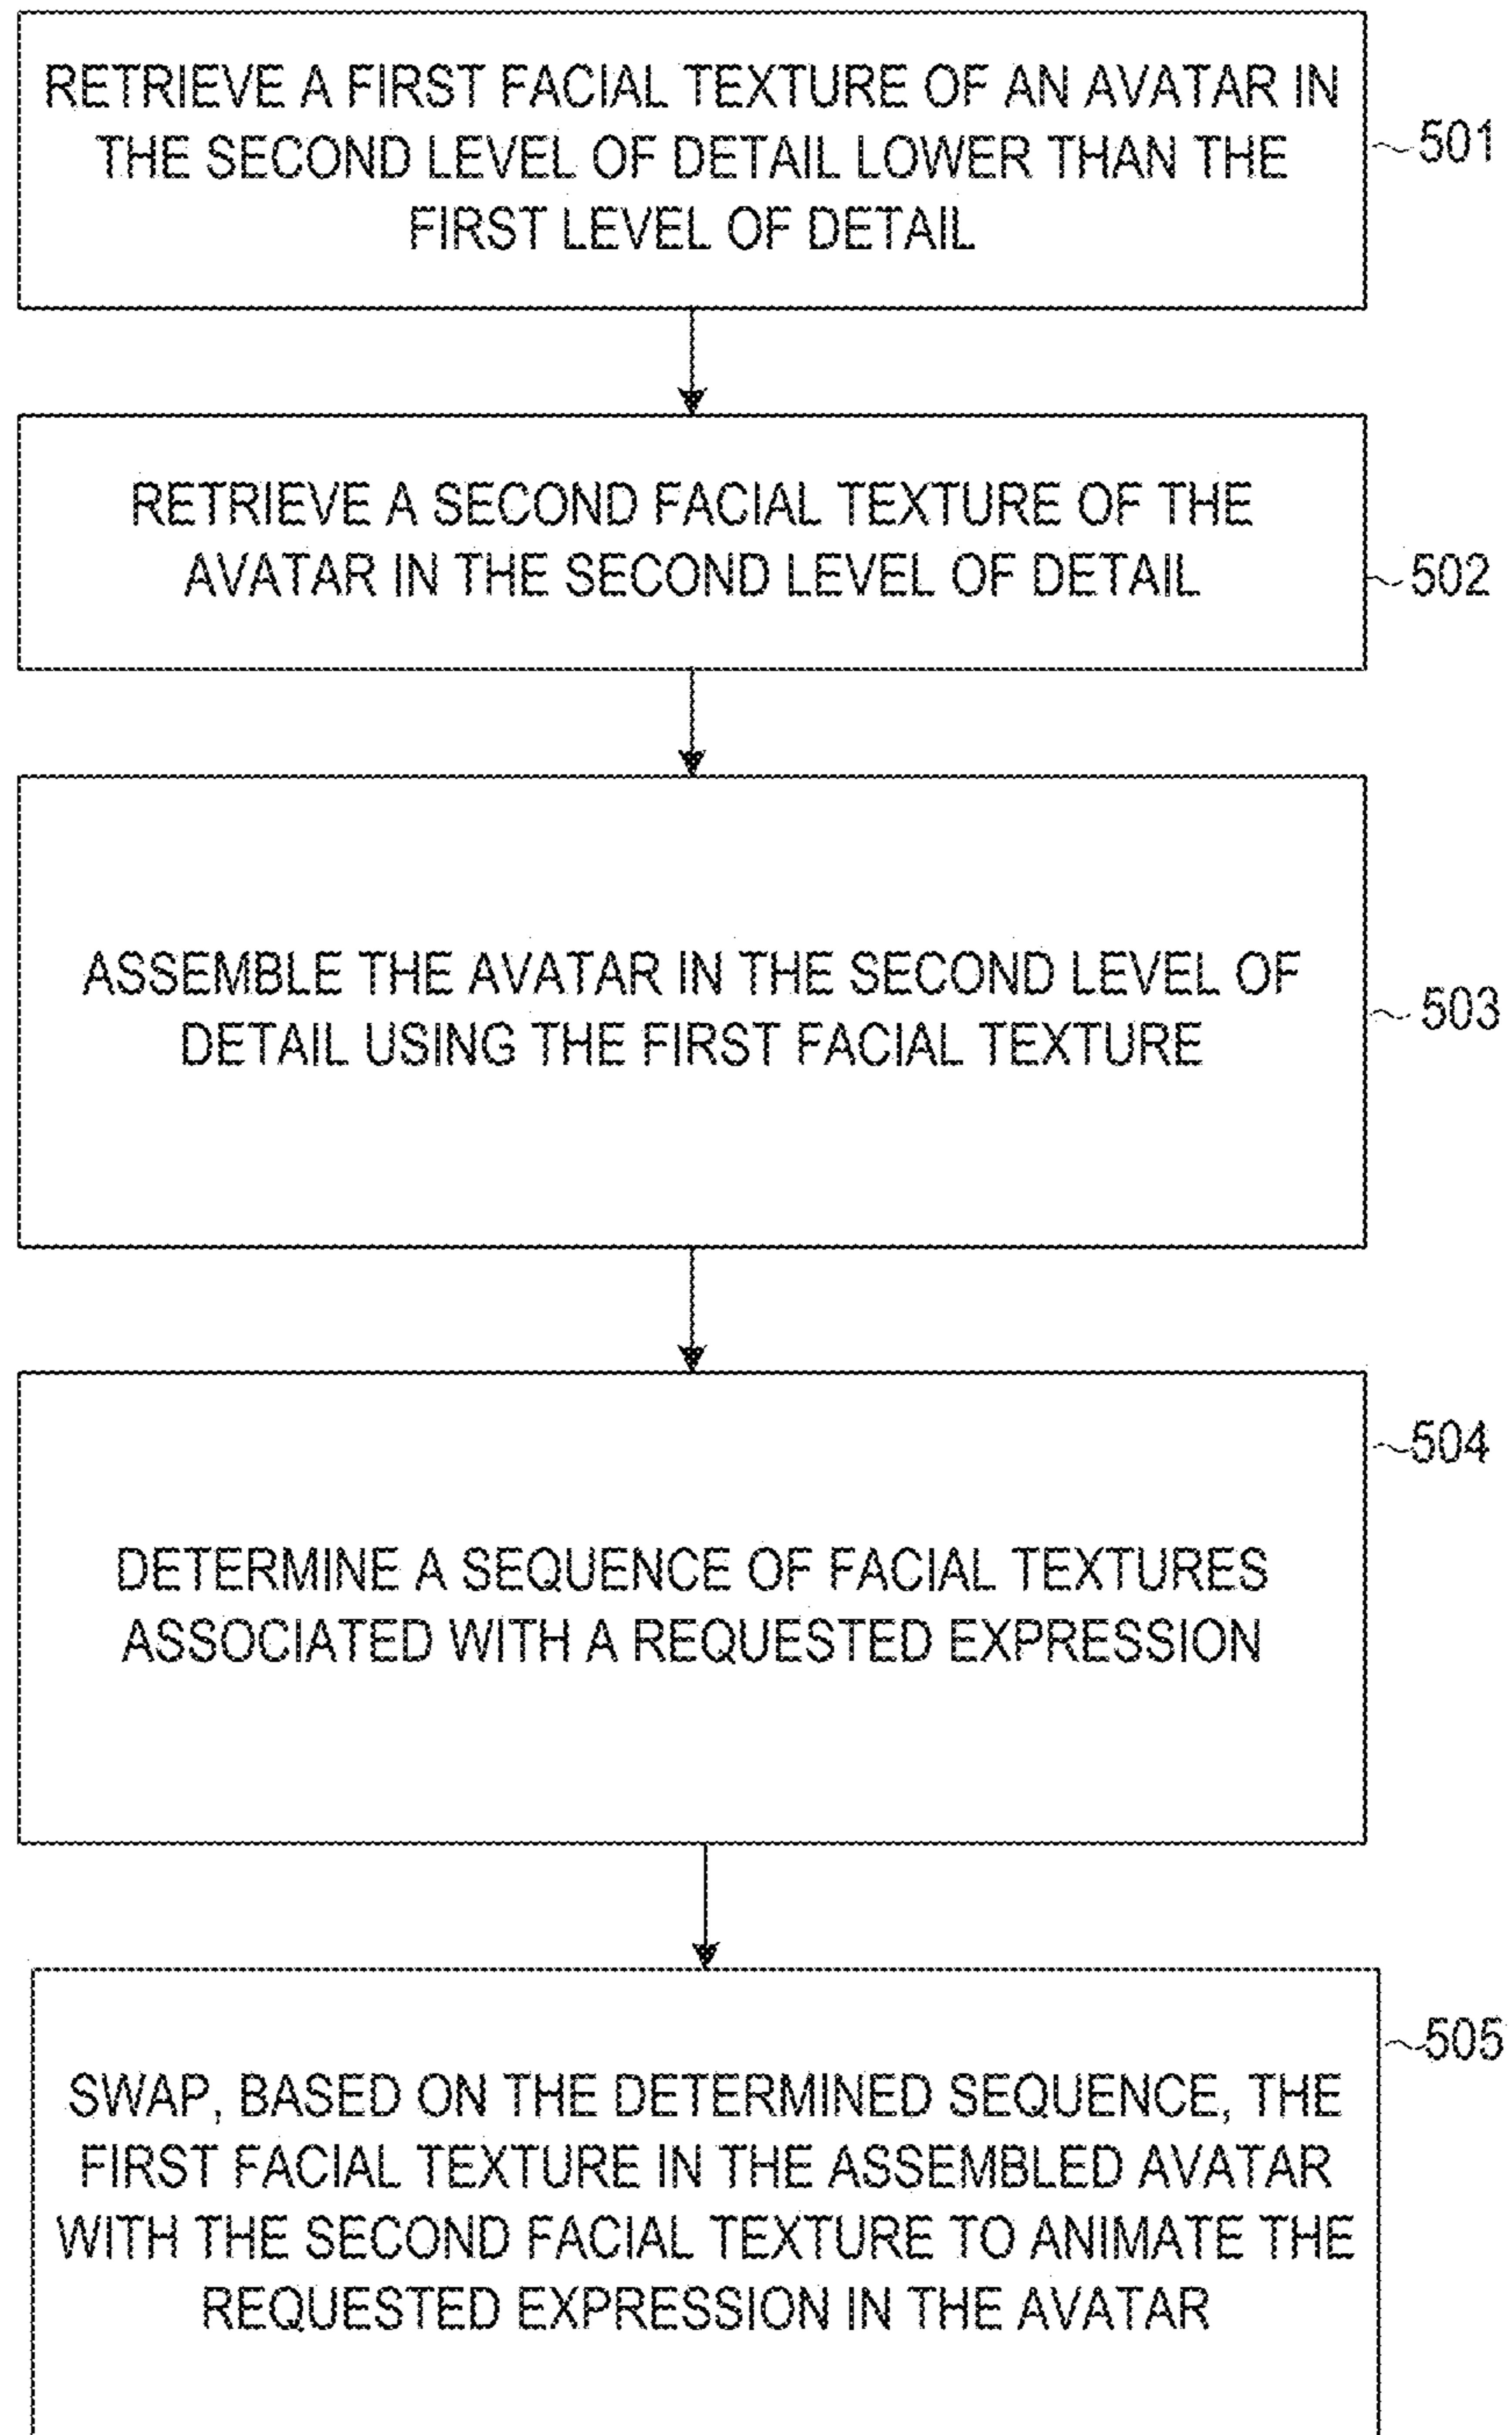 RETRIEVE A FIRST FACIAL TEXTURE OF AN AVATAR IN
THE SECOND LEVEL OF DETAIL LOWER THAN THE
FIRST LEVEL OF DETAIL
501
RETRIEVE A SECOND FACIAL TEXTURE OF THE
AVATAR IN THE SECOND LEVEL OF DETAIL
502
ASSEMBLE THE AVATAR IN THE SECOND LEVEL OF
DETAIL USING THE FIRST FACIAL TEXTURE
503
504
DETERMINE A SEQUENCE OF FACIAL TEXTURES
ASSOCIATED WITH A REQUESTED EXPRESSION
505
SWAP, BASED ON THE DETERMINED SEQUENCE, THE
FIRST FACIAL TEXTURE IN THE ASSEMBLED AVATAR
WITH THE SECOND FACIAL TEXTURE TO ANIMATE THE
REQUESTED EXPRESSION IN THE AVATAR